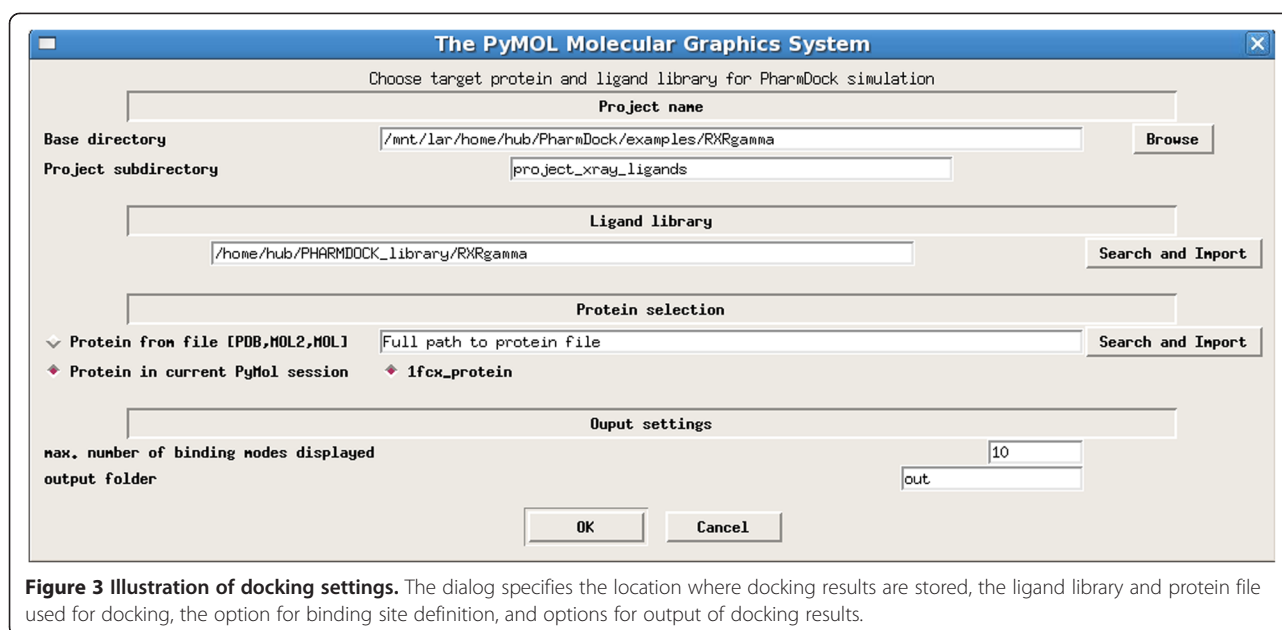 The PyMOL Molecular Graphics System
Choose target protein and ligand library for PharmDock simulation
Project name
Base directory /mnt/lar/home/hub/PharmDock/examples/RXRgamma Browse
Project subdirectory project_xray_ligands
Ligand library
/home/hub/PHARMDOCK_library/RXRgamma Search and Import
Protein selection
Protein from file [PDB,MOL2,MOL] Full path to protein file Search and Import
Protein in current PyMol session 1fcx_protein
Ouput settings
max. number of binding modes displayed 10
output folder out
OK Cancel
Figure 3 Illustration of docking settings. The dialog specifies the location where docking results are stored, the ligand library and protein file
used for docking, the option for binding site definition, and options for output of docking results.